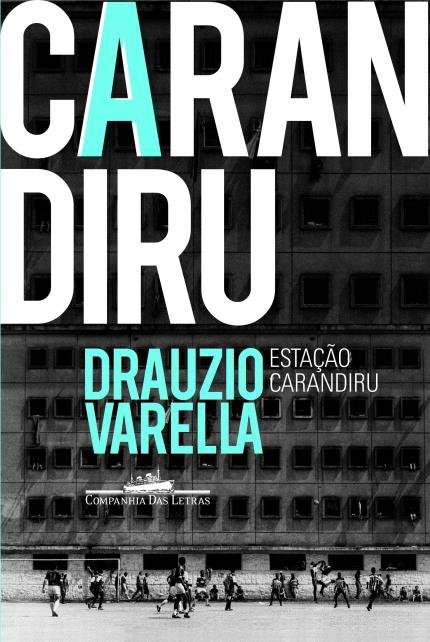 CARAN
DIRU
DRAUZIO
VARELLA
ESTAÇÃO
CARANDIRU
COMPANHIA DAS LETRAS